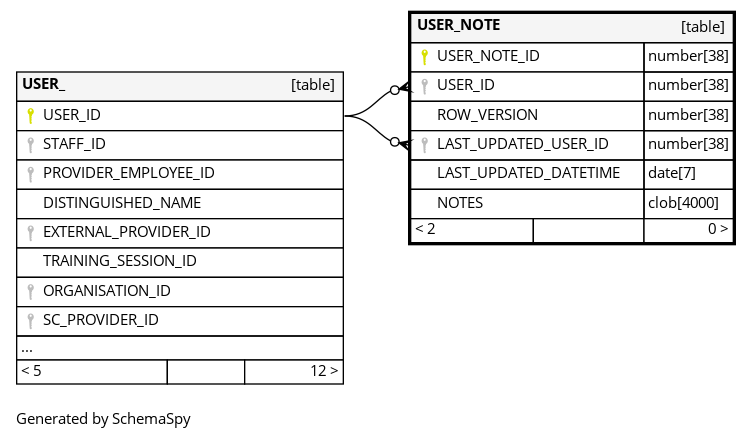 USER_NOTE [table]
USER_NOTE_ID number[38]
USER_ID number[38]
ROW_VERSION number[38]
LAST_UPDATED_USER_ID number[38]
LAST_UPDATED_DATETIME date[7]
NOTES clob[4000]
< 2 0 >
USER_ [table]
USER_ID
STAFF_ID
PROVIDER_EMPLOYEE_ID
DISTINGUISHED_NAME
EXTERNAL_PROVIDER_ID
TRAINING_SESSION_ID
ORGANISATION_ID
SC_PROVIDER_ID
...
< 5 12 >
Generated by SchemaSpy